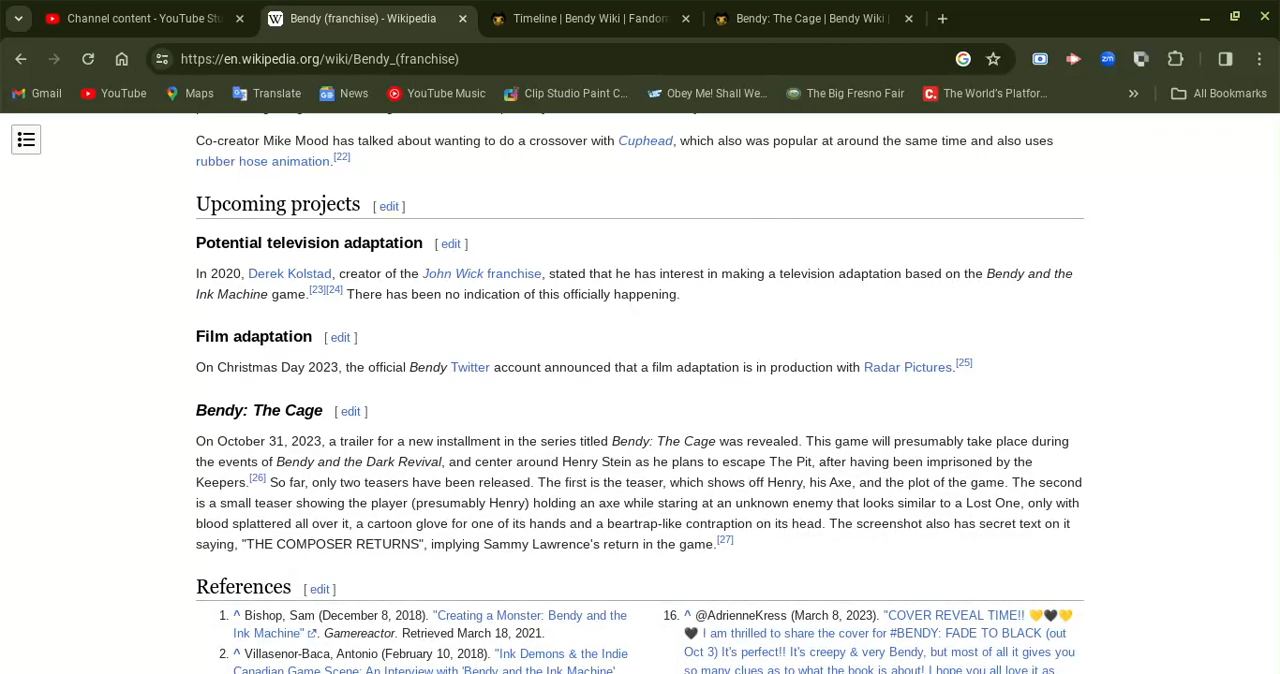 Channel content - YouTube Stu
Bendy (franchise) - Wikipedia
Timeline | Bendy Wiki | Fandom
Bendy: The Cage | Bendy Wiki |
https://en.wikipedia.org/wiki/Bendy_(franchise)
Gmail
YouTube
Maps
Translate
News
YouTube Music
Clip Studio Paint C...
Obey Me! Shall We...
The Big Fresno Fair
The World's Platfor...
All Bookmarks
Co-creator Mike Mood has talked about wanting to do a crossover with Cuphead, which also was popular at around the same time and also uses
rubber hose animation.[22]
Upcoming projects [ edit ]
Potential television adaptation [ edit ]
In 2020, Derek Kolstad, creator of the John Wick franchise, stated that he has interest in making a television adaptation based on the Bendy and the
Ink Machine game.[23][24] There has been no indication of this officially happening.
Film adaptation [ edit ]
On Christmas Day 2023, the official Bendy Twitter account announced that a film adaptation is in production with Radar Pictures.[25]
Bendy: The Cage [ edit ]
On October 31, 2023, a trailer for a new installment in the series titled Bendy: The Cage was revealed. This game will presumably take place during
the events of Bendy and the Dark Revival, and center around Henry Stein as he plans to escape The Pit, after having been imprisoned by the
Keepers.[26] So far, only two teasers have been released. The first is the teaser, which shows off Henry, his Axe, and the plot of the game. The second
is a small teaser showing the player (presumably Henry) holding an axe while staring at an unknown enemy that looks similar to a Lost One, only with
blood splattered all over it, a cartoon glove for one of its hands and a beartrap-like contraption on its head. The screenshot also has secret text on it
saying, "THE COMPOSER RETURNS", implying Sammy Lawrence's return in the game.[27]
References [ edit ]
1. ^ Bishop, Sam (December 8, 2018). "Creating a Monster: Bendy and the
Ink Machine". Gamereactor. Retrieved March 18, 2021.
2. ^ Villasenor-Baca, Antonio (February 10, 2018). "Ink Demons & the Indie
Canadian Game Scene: An Interview with 'Bendy and the Ink Machine'
16. ^ @AdrienneKress (March 8, 2023). "COVER REVEAL TIME!! 💛🖤💛
🖤 I am thrilled to share the cover for #BENDY: FADE TO BLACK (out
Oct 3) It's perfect!! It's creepy & very Bendy, but most of all it gives you
so many clues as to what the book is about! I hope you all love it as